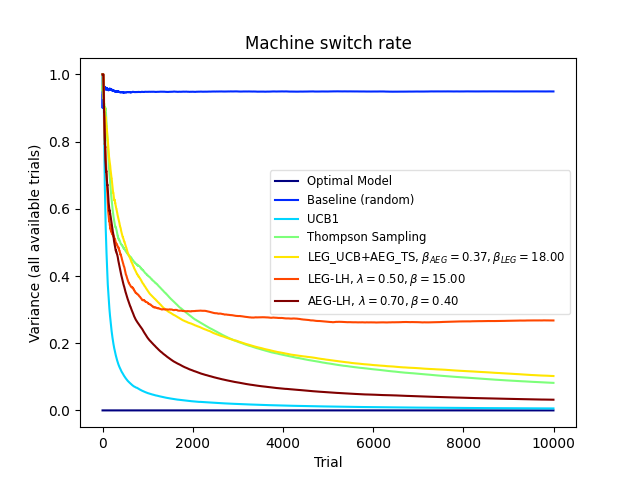 Machine switch rate
Variance (all available trials)
1.0
0.8
0.6
0.4
0.2
0.0
Optimal Model
Baseline (random)
UCB1
Thompson Sampling
LEG_UCB+AEG_TS, β_AEG = 0.37, β_LEG = 18.00
LEG-LH, λ = 0.50, β = 15.00
AEG-LH, λ = 0.70, β = 0.40
0 2000 4000 6000 8000 10000
Trial